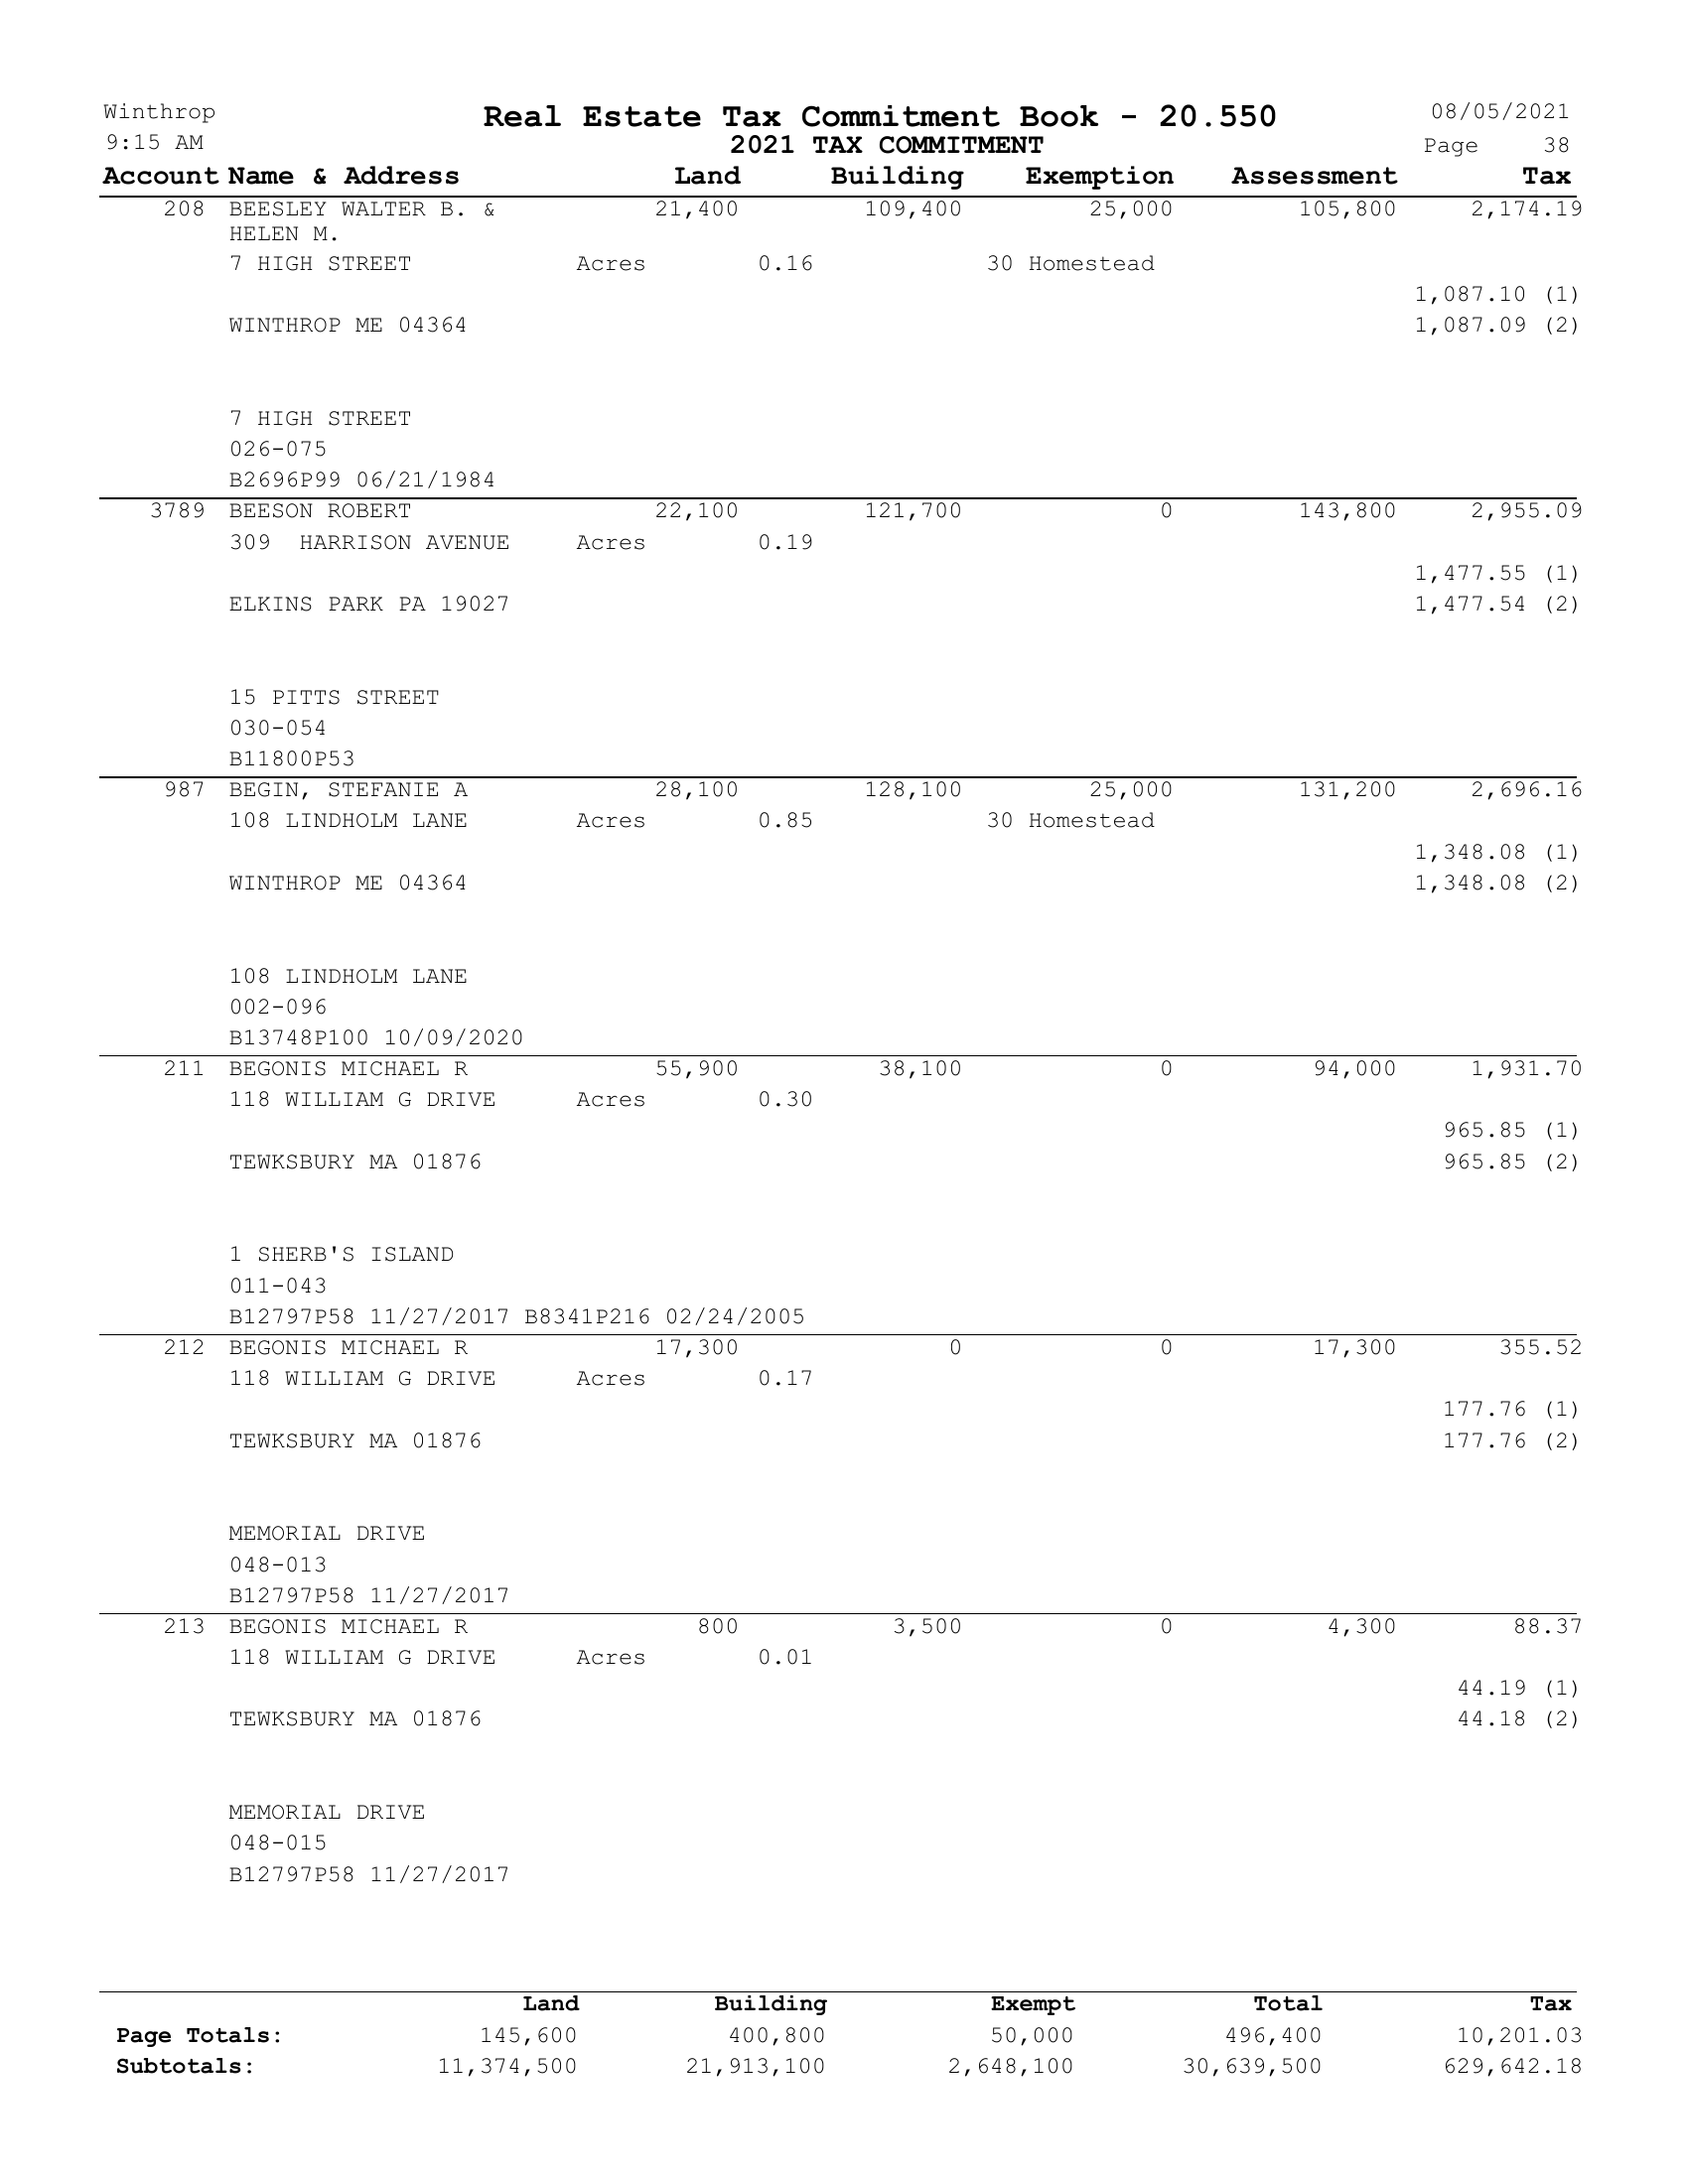 Winthrop Real Estate Tax Commitment Book - 20.550 08/05/2021
9:15 AM 2021 TAX COMMITMENT Page 38
Account Name & Address Land Building Exemption Assessment Tax
208 BEESLEY WALTER B. & 21,400 109,400 25,000 105,800 2,174.19
HELEN M.
7 HIGH STREET Acres 0.16 30 Homestead
1,087.10 (1)
WINTHROP ME 04364 1,087.09 (2)
7 HIGH STREET
026-075
B2696P99 06/21/1984
3789 BEESON ROBERT 22,100 121,700 0 143,800 2,955.09
309  HARRISON AVENUE Acres 0.19
1,477.55 (1)
ELKINS PARK PA 19027 1,477.54 (2)
15 PITTS STREET
030-054
B11800P53
987 BEGIN, STEFANIE A 28,100 128,100 25,000 131,200 2,696.16
108 LINDHOLM LANE Acres 0.85 30 Homestead
1,348.08 (1)
WINTHROP ME 04364 1,348.08 (2)
108 LINDHOLM LANE
002-096
B13748P100 10/09/2020
211 BEGONIS MICHAEL R 55,900 38,100 0 94,000 1,931.70
118 WILLIAM G DRIVE Acres 0.30
965.85 (1)
TEWKSBURY MA 01876 965.85 (2)
1 SHERB'S ISLAND
011-043
B12797P58 11/27/2017 B8341P216 02/24/2005
212 BEGONIS MICHAEL R 17,300 0 0 17,300 355.52
118 WILLIAM G DRIVE Acres 0.17
177.76 (1)
TEWKSBURY MA 01876 177.76 (2)
MEMORIAL DRIVE
048-013
B12797P58 11/27/2017
213 BEGONIS MICHAEL R 800 3,500 0 4,300 88.37
118 WILLIAM G DRIVE Acres 0.01
44.19 (1)
TEWKSBURY MA 01876 44.18 (2)
MEMORIAL DRIVE
048-015
B12797P58 11/27/2017
Land Building Exempt Total Tax
Page Totals: 145,600 400,800 50,000 496,400 10,201.03
Subtotals: 11,374,500 21,913,100 2,648,100 30,639,500 629,642.18